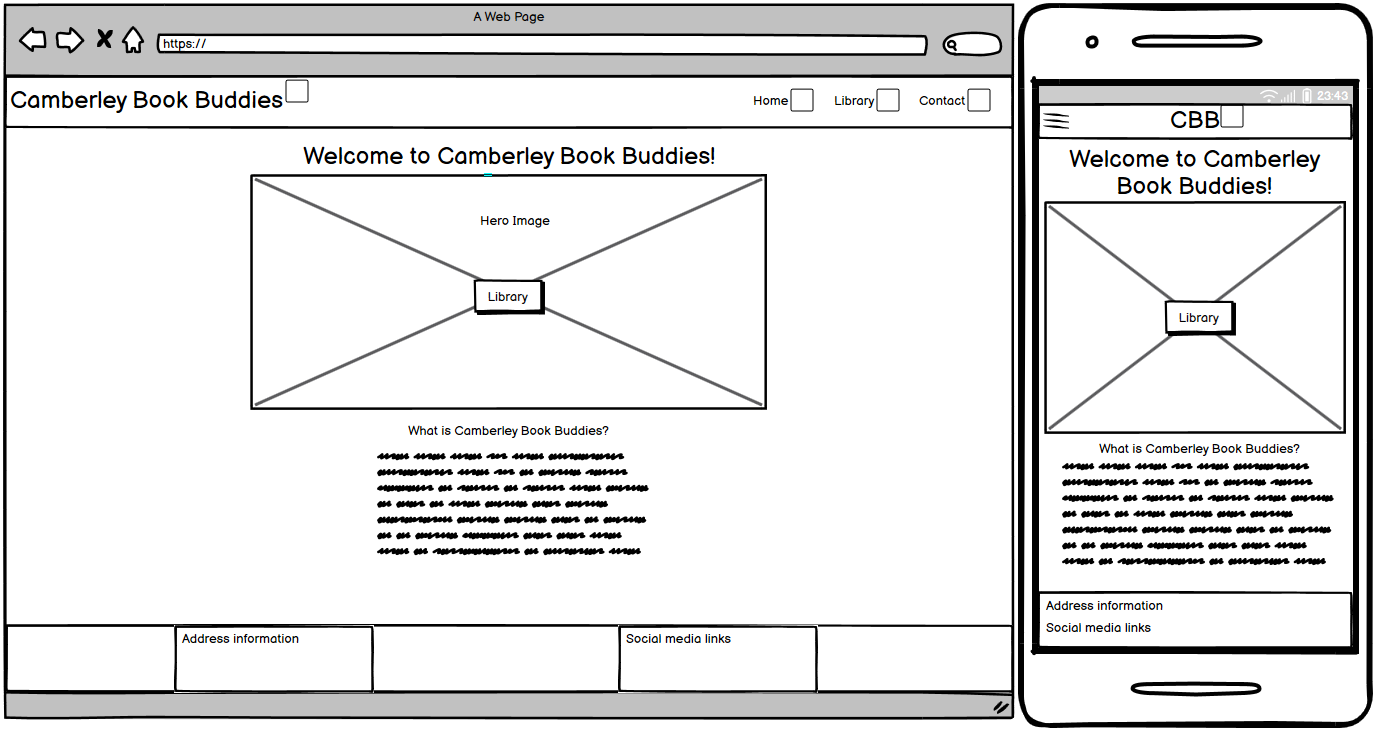 A Web Page
https://
Camberley Book Buddies
Home Library Contact
Welcome to Camberley Book Buddies!
Hero Image
Library
What is Camberley Book Buddies?
Address information
Social media links
23:43
CBB
Welcome to Camberley
Book Buddies!
Library
What is Camberley Book Buddies?
Address information
Social media links